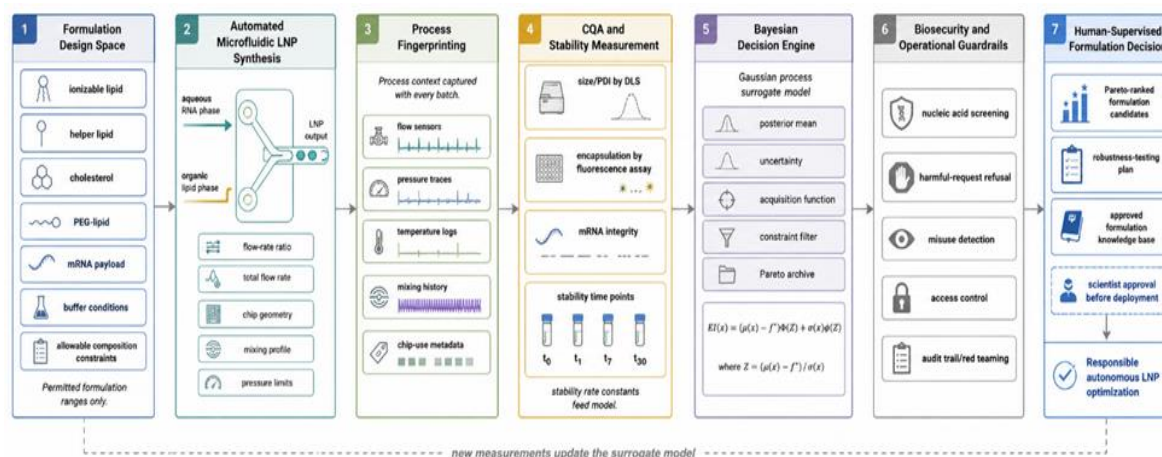 1
Formulation
Design Space
ionizable lipid
helper lipid
cholesterol
PEG-lipid
mRNA payload
buffer conditions
allowable composition
constraints
Permitted formulation
ranges only.
2
Automated
Microfluidic LNP
Synthesis
aqueous
RNA phase
LNP
output
organic
lipid phase
flow-rate ratio
total flow rate
chip geometry
mixing profile
pressure limits
3
Process
Fingerprinting
Process context captured
with every batch.
flow sensors
pressure traces
temperature logs
mixing history
chip-use metadata
4
CQA and
Stability Measurement
size/PDI by DLS
encapsulation by
fluorescence assay
mRNA integrity
stability time points
t₀ t₁ t₇ t₃₀
stability rate constants
feed model.
5
Bayesian
Decision Engine
Gaussian process
surrogate model
posterior mean
uncertainty
acquisition function
constraint filter
Pareto archive
EI(x) = (μ(x) − f*)Φ(Z) + σ(x)ϕ(Z)
where Z = (μ(x) − f*) / σ(x)
6
Biosecurity and
Operational Guardrails
nucleic acid screening
harmful-request refusal
misuse detection
access control
audit trail/red teaming
7
Human-Supervised
Formulation Decision
Pareto-ranked
formulation
candidates
robustness-testing
plan
approved
formulation
knowledge base
scientist approval
before deployment
Responsible
autonomous LNP
optimization
new measurements update the surrogate model